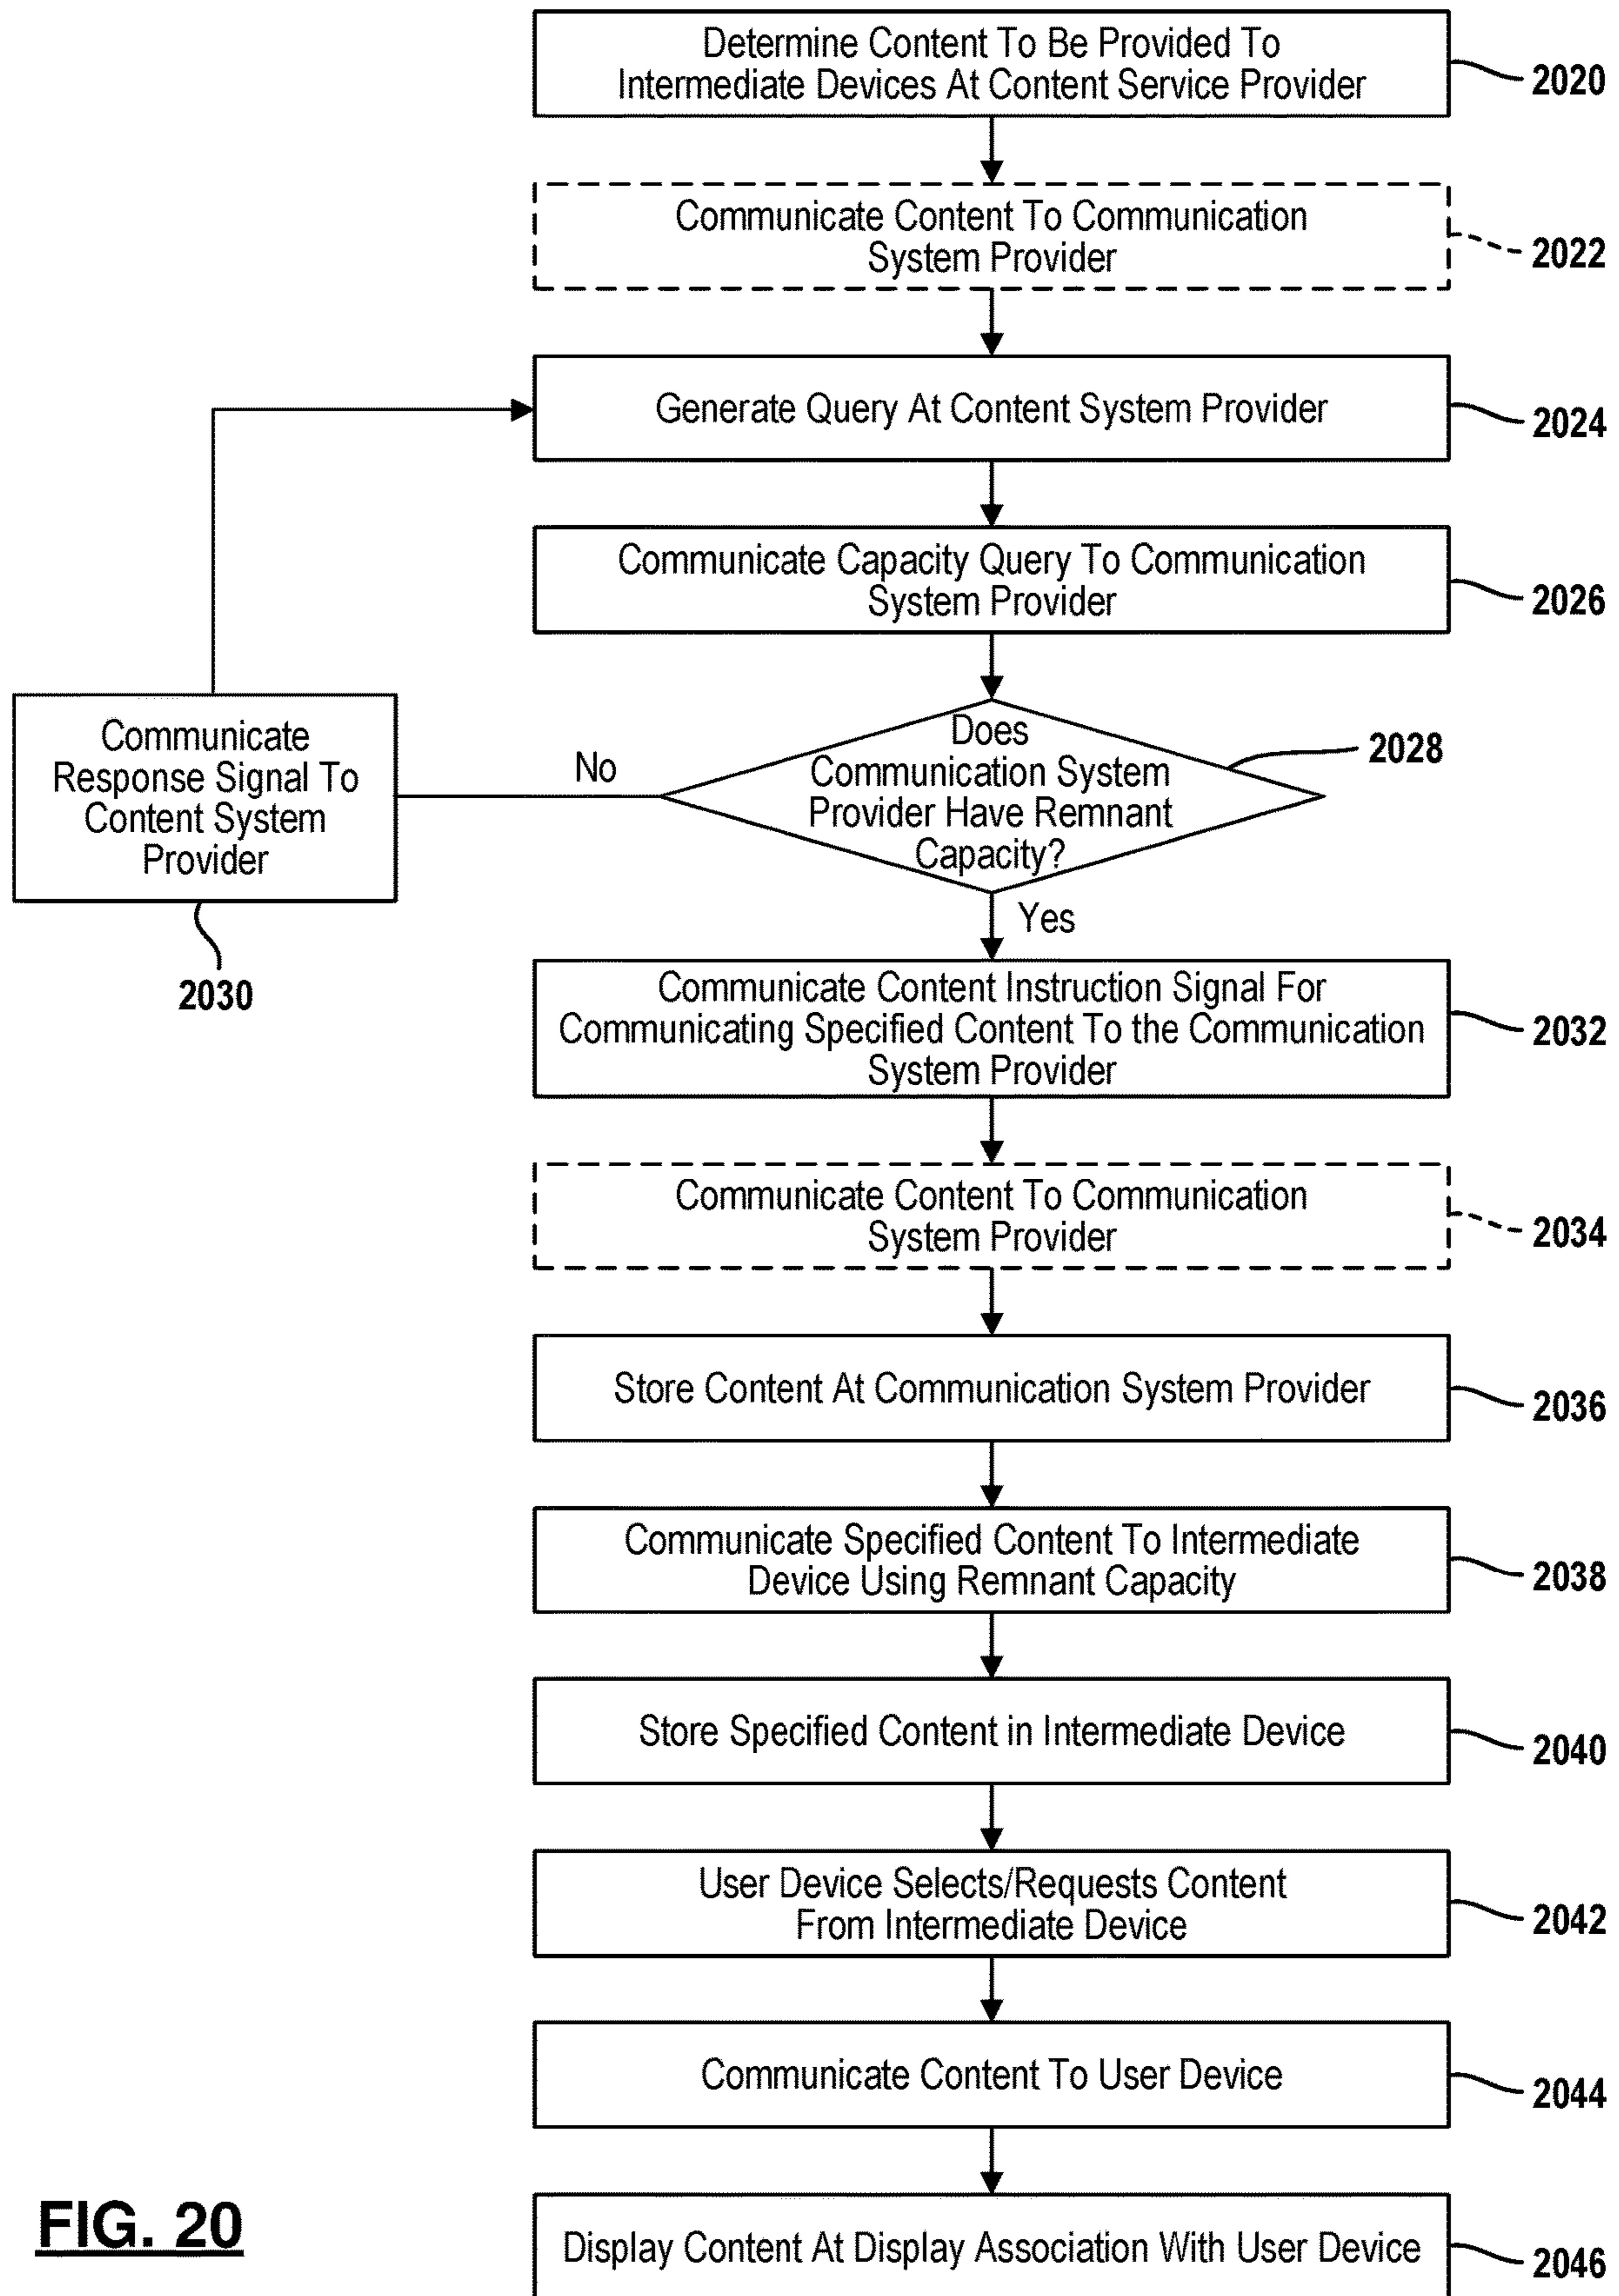 Determine Content To Be Provided To
Intermediate Devices At Content Service Provider
2020
Communicate Content To Communication
System Provider
2022
Generate Query At Content System Provider
2024
Communicate Capacity Query To Communication
System Provider
2026
Does
Communication System
Provider Have Remnant
Capacity?
2028
No
Communicate
Response Signal To
Content System
Provider
2030
Yes
Communicate Content Instruction Signal For
Communicating Specified Content To the Communication
System Provider
2032
Communicate Content To Communication
System Provider
2034
Store Content At Communication System Provider
2036
Communicate Specified Content To Intermediate
Device Using Remnant Capacity
2038
Store Specified Content in Intermediate Device
2040
User Device Selects/Requests Content
From Intermediate Device
2042
Communicate Content To User Device
2044
Display Content At Display Association With User Device
2046
FIG. 20